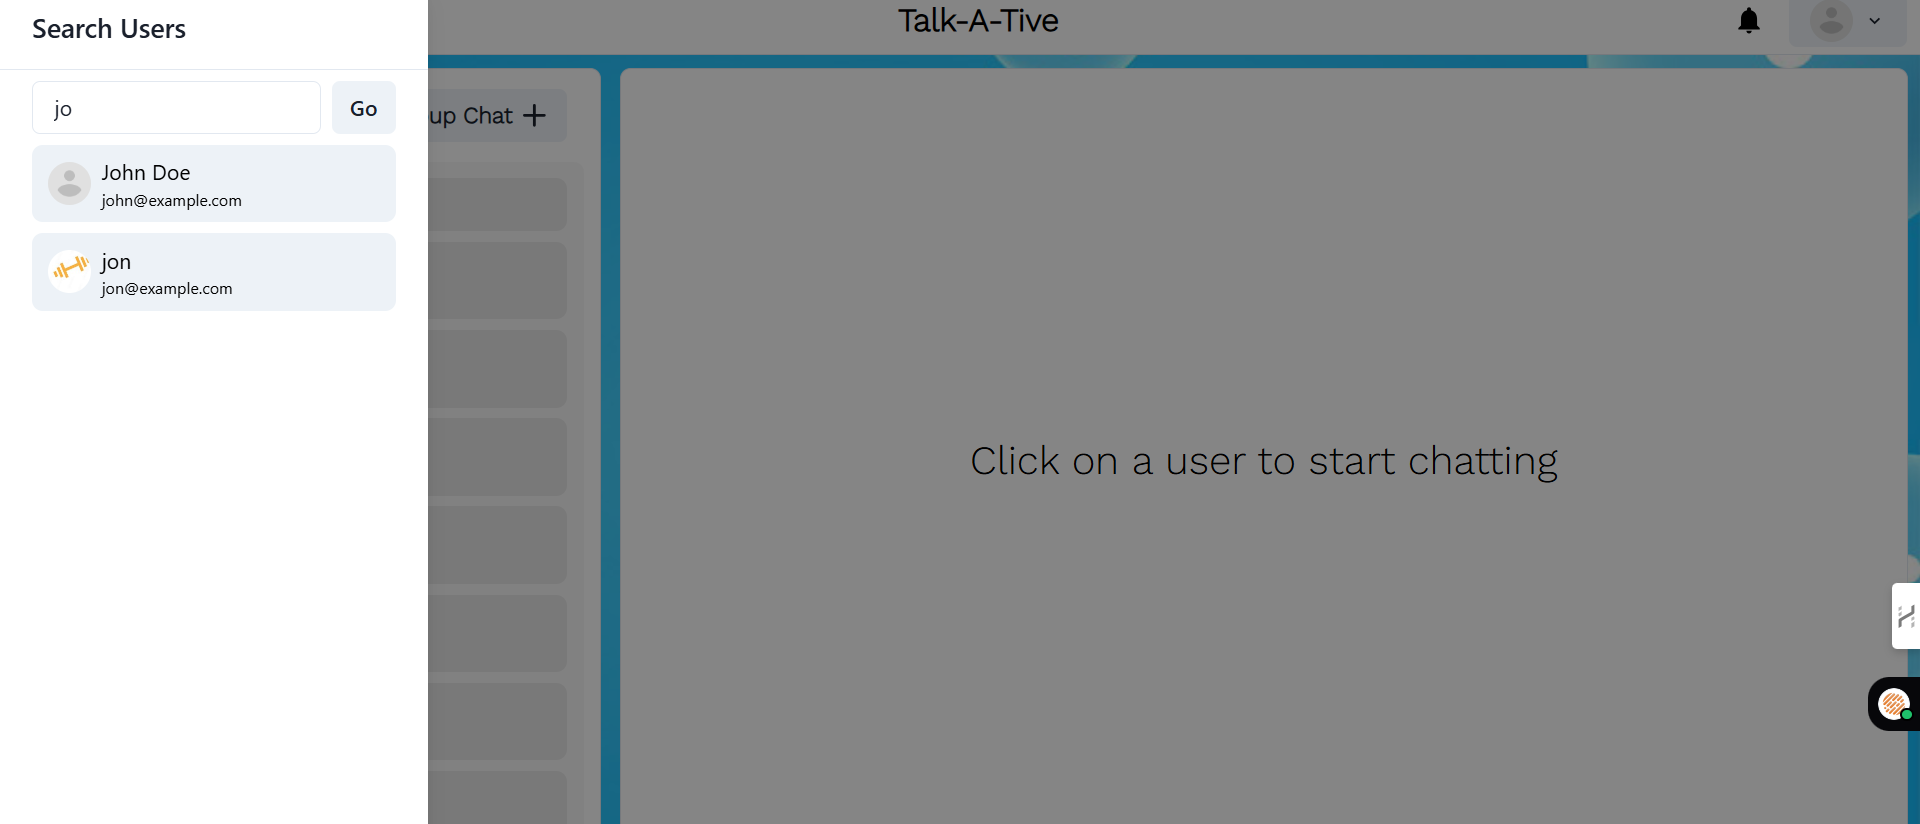 Search Users
Talk-A-Tive
jo
Go
up Chat +
John Doe
john@example.com
jon
jon@example.com
Click on a user to start chatting